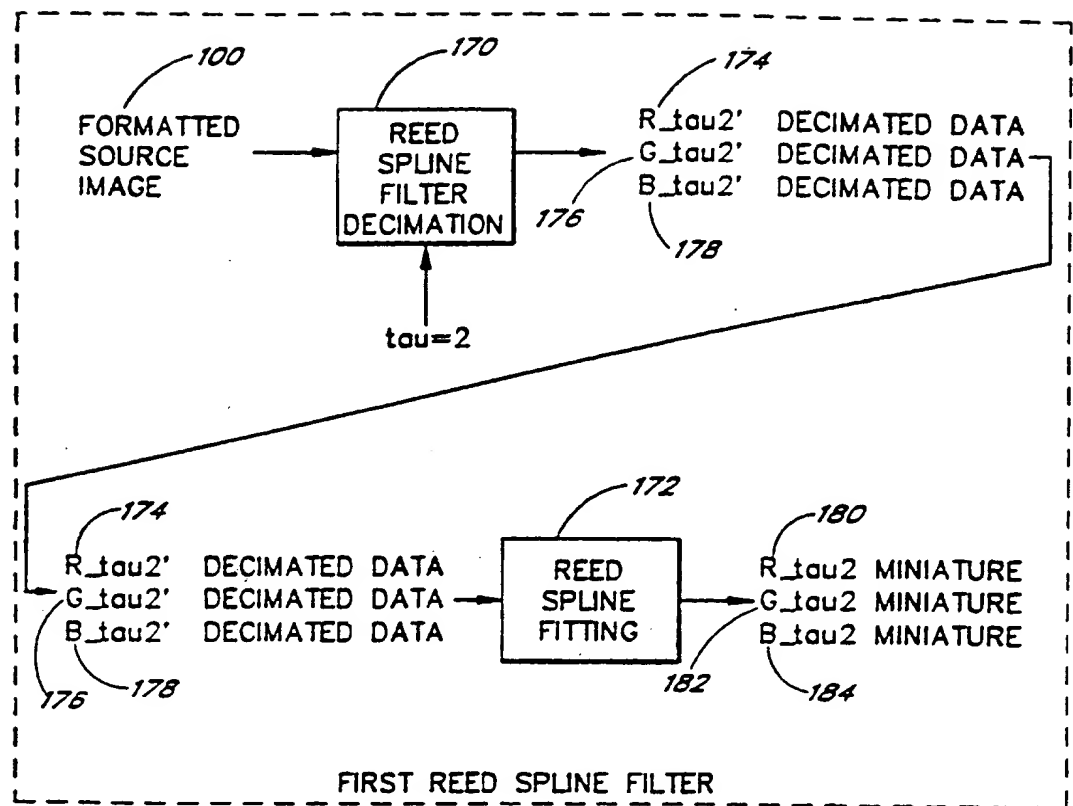 100
170
174
FORMATTED
SOURCE
IMAGE
REED
SPLINE
FILTER
DECIMATION
R_tau2' DECIMATED DATA
G_tau2' DECIMATED DATA
B_tau2' DECIMATED DATA
176
178
tau=2
174
172
180
R_tau2' DECIMATED DATA
G_tau2' DECIMATED DATA
B_tau2' DECIMATED DATA
REED
SPLINE
FITTING
R_tau2 MINIATURE
G_tau2 MINIATURE
B_tau2 MINIATURE
176
178
182
184
FIRST REED SPLINE FILTER